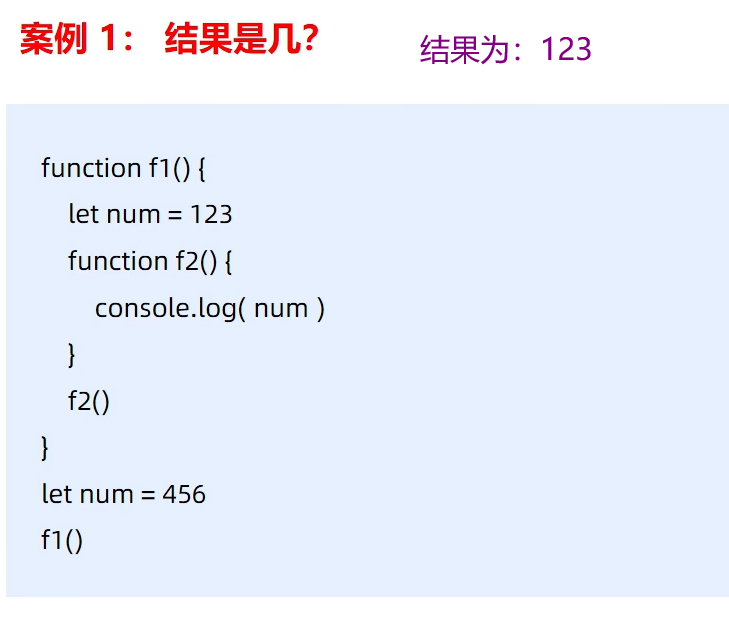 案例 1： 结果是几？
结果为：123
function f1() {
let num = 123
function f2() {
console.log( num )
}
f2()
}
let num = 456
f1()